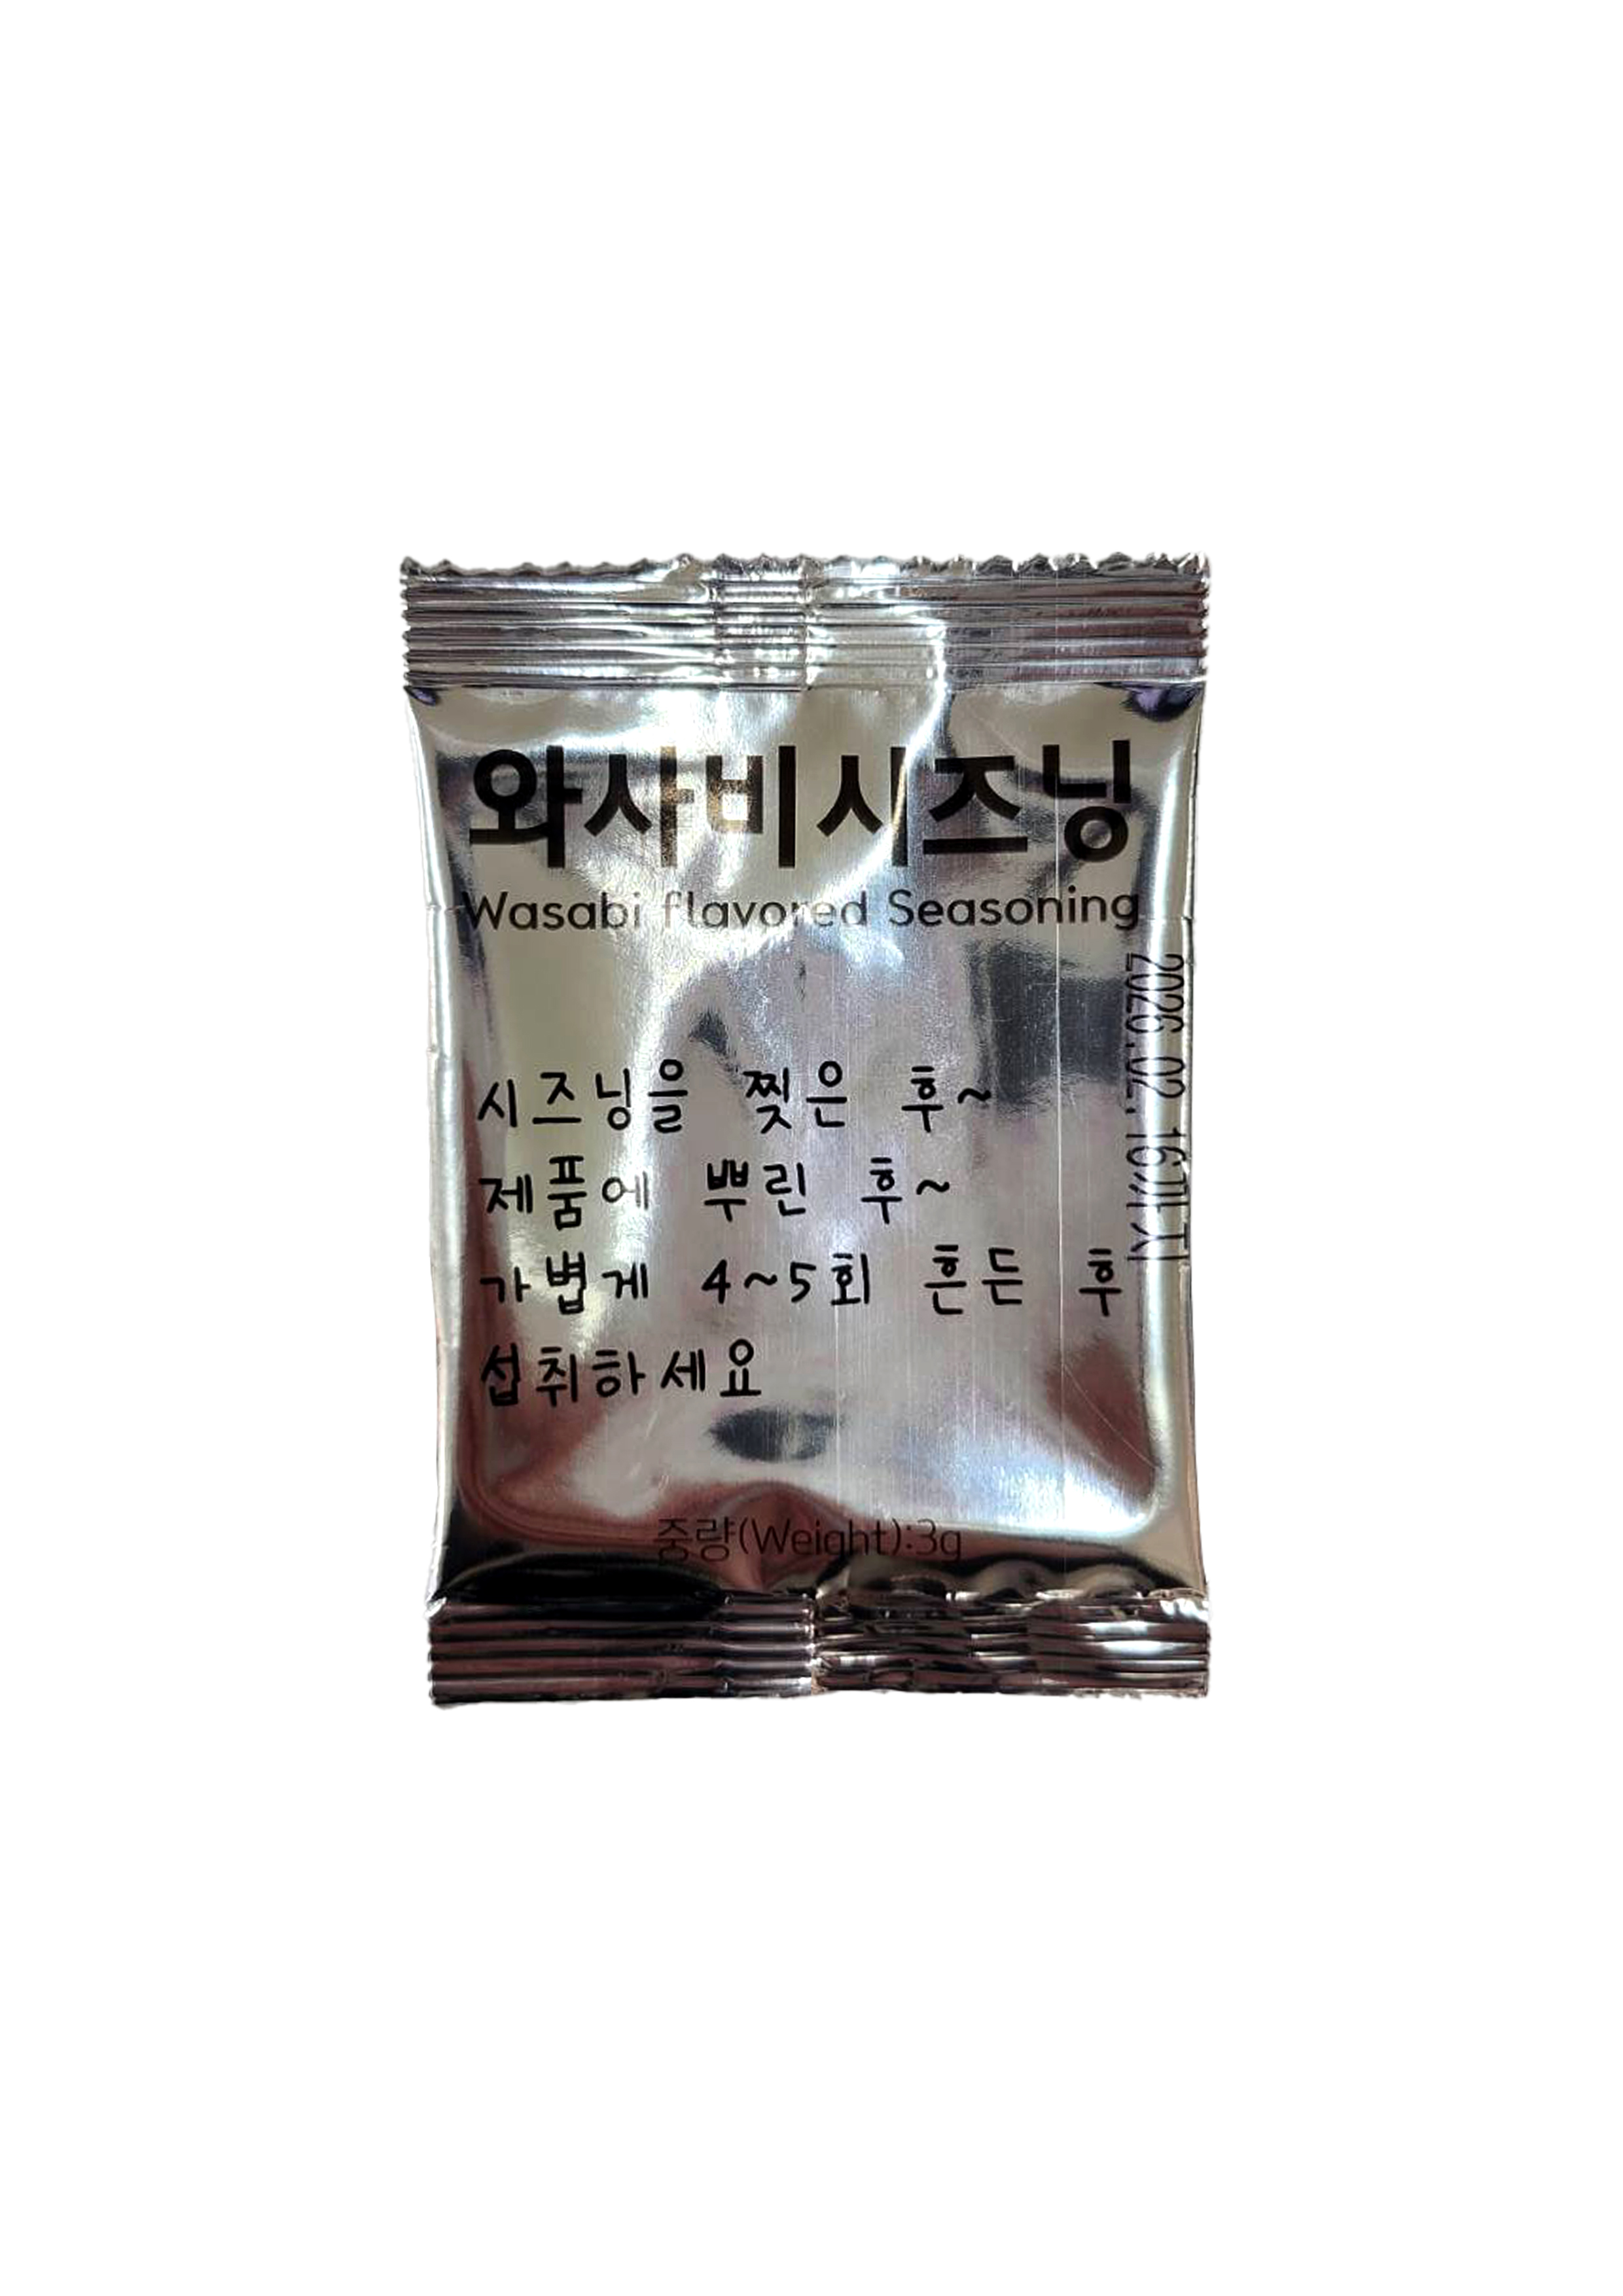 와사비시즈닝
Wasabi flavored Seasoning
시즈닝을 찢은 후~
제품에 뿌린 후~
가볍게 4~5회 흔든 후
섭취하세요
중량(Weight):3g
2026.02.16까지